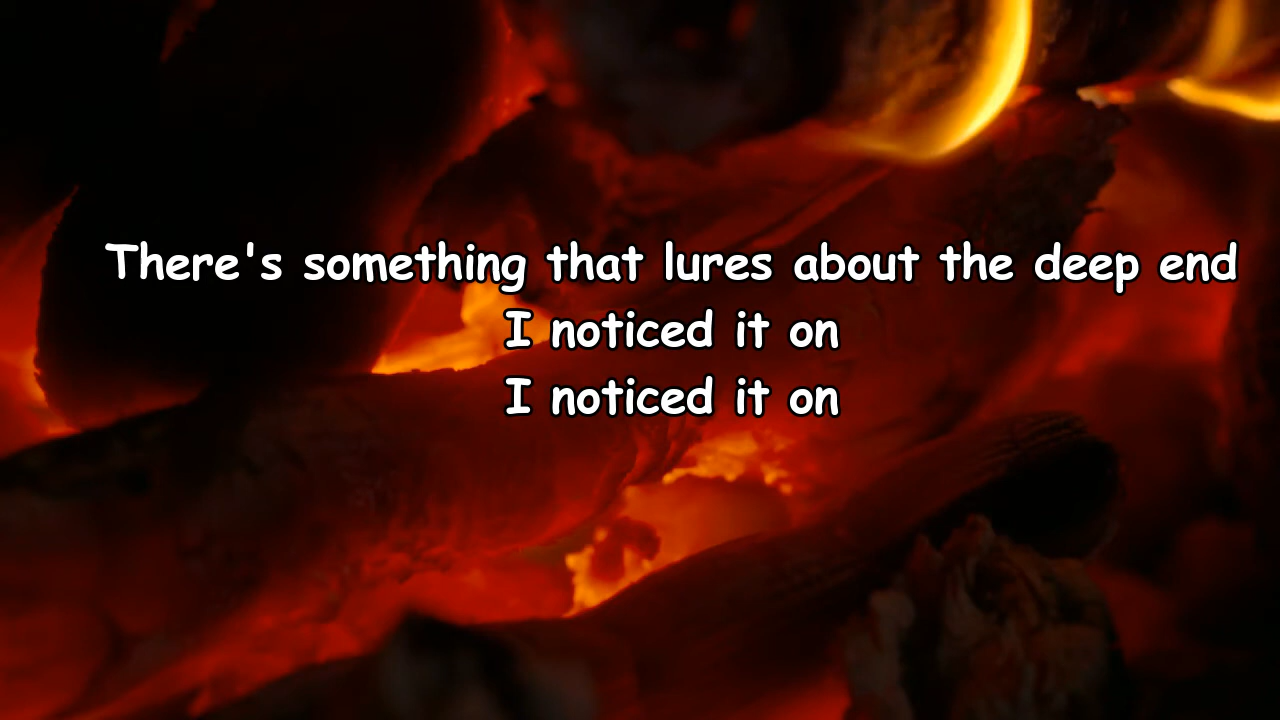 There's something that lures about the deep end
I noticed it on
I noticed it on